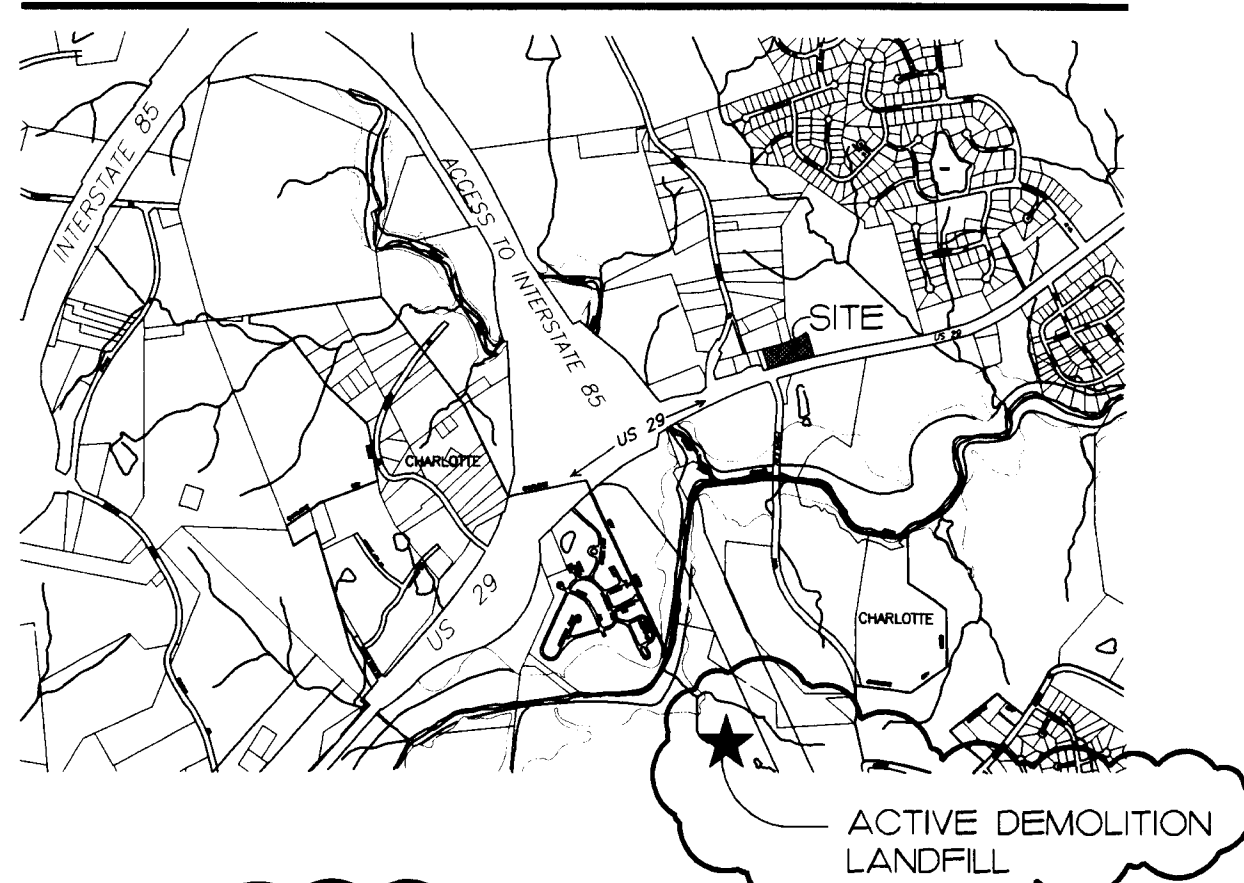 INTERSTATE 85
ACCESS TO INTERSTATE 85
SITE
US 29
US 29
CHARLOTTE
US 29
CHARLOTTE
ACTIVE DEMOLITION
LANDFILL